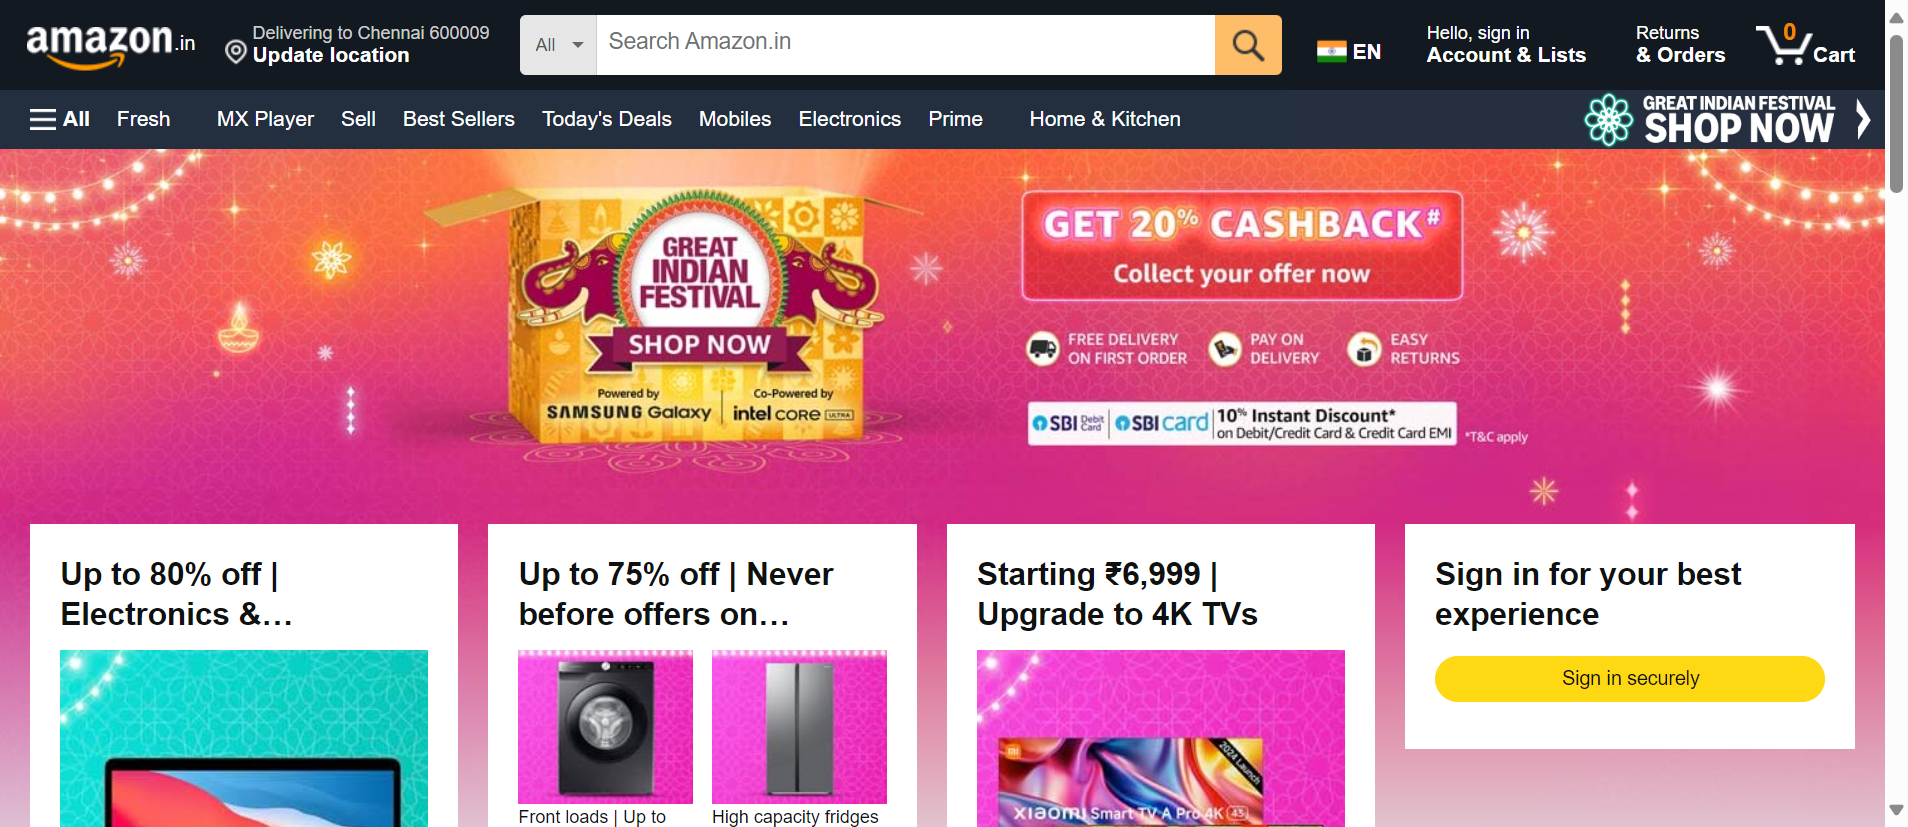 amazon.in
Delivering to Chennai 600009
Update location
All
Search Amazon.in
EN
Hello, sign in
Account & Lists
Returns
& Orders
0
Cart
All
Fresh
MX Player
Sell
Best Sellers
Today's Deals
Mobiles
Electronics
Prime
Home & Kitchen
GREAT INDIAN FESTIVAL
SHOP NOW
GREAT
INDIAN
FESTIVAL
SHOP NOW
Powered by
SAMSUNG Galaxy
Co-Powered by
intel CORE ULTRA
GET 20% CASHBACK#
Collect your offer now
FREE DELIVERY
ON FIRST ORDER
PAY ON
DELIVERY
EASY
RETURNS
SBI Debit Card
SBI card
10% Instant Discount*
on Debit/Credit Card & Credit Card EMI
*T&C apply
Up to 80% off |
Electronics &...
Up to 75% off | Never
before offers on...
Front loads | Up to
High capacity fridges
Starting ₹6,999 |
Upgrade to 4K TVs
mi
2024 Launch
XIAOMI Smart TV A Pro 4K 43
Sign in for your best
experience
Sign in securely